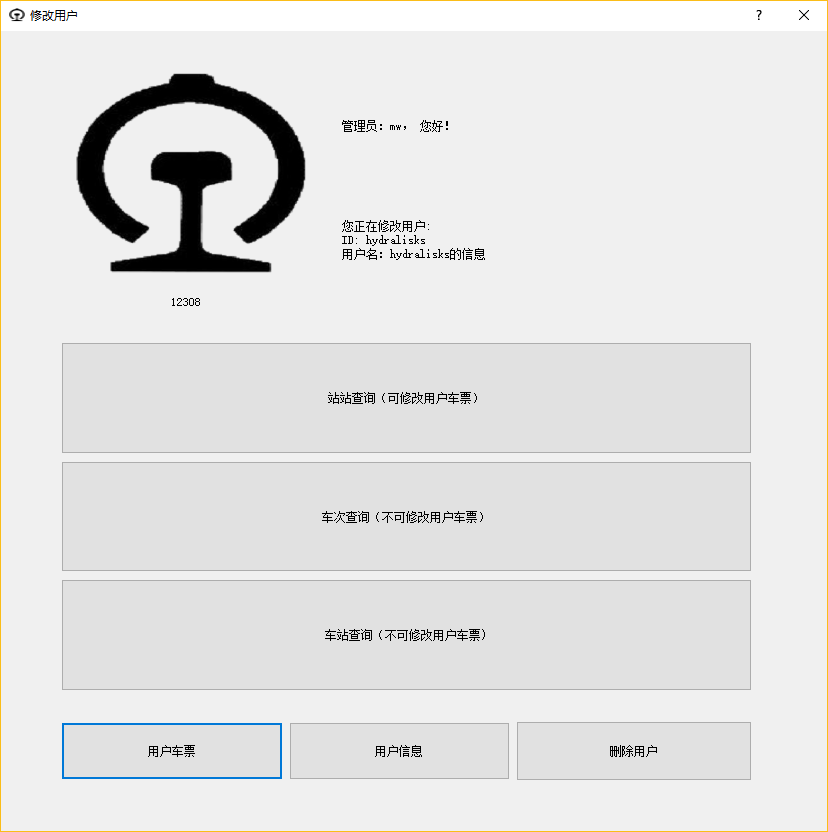 修改用户
管理员：mw， 您好！
您正在修改用户:
ID: hydralisks
用户名：hydralisks的信息
12308
站站查询（可修改用户车票）
车次查询（不可修改用户车票）
车站查询（不可修改用户车票）
用户车票
用户信息
删除用户